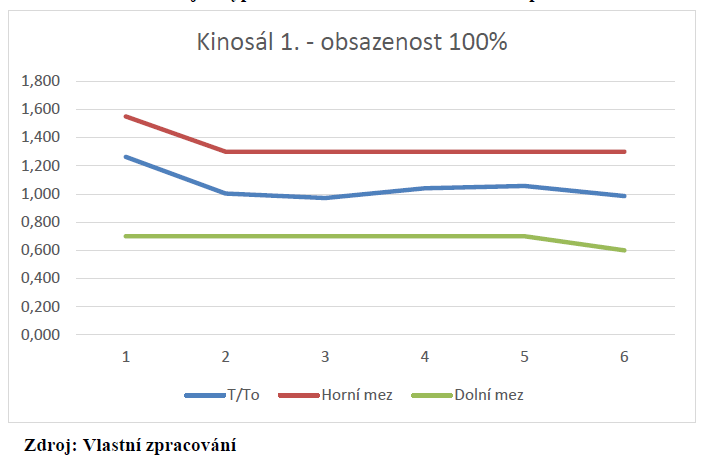 Kinosál 1. - obsazenost 100%
1,800
1,600
1,400
1,200
1,000
0,800
0,600
0,400
0,200
0,000
1 2 3 4 5 6
T/To Horní mez Dolní mez
Zdroj: Vlastní zpracování